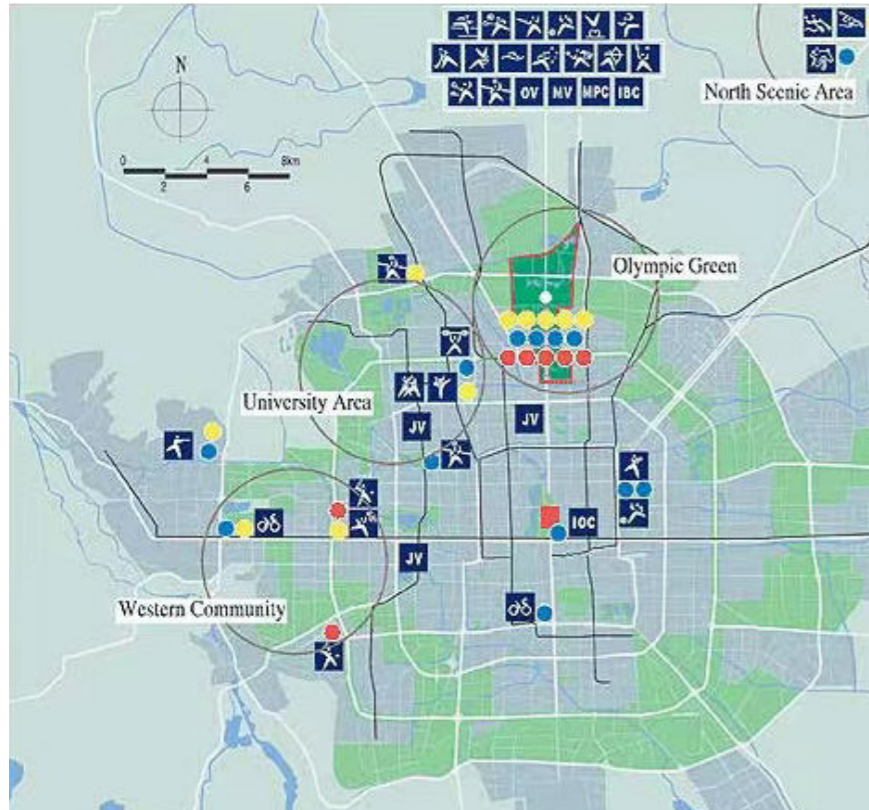 N
0 4 8km
2 6
OV MV MPC IBC
North Scenic Area
Olympic Green
University Area
JV
JV
IOC
JV
Western Community